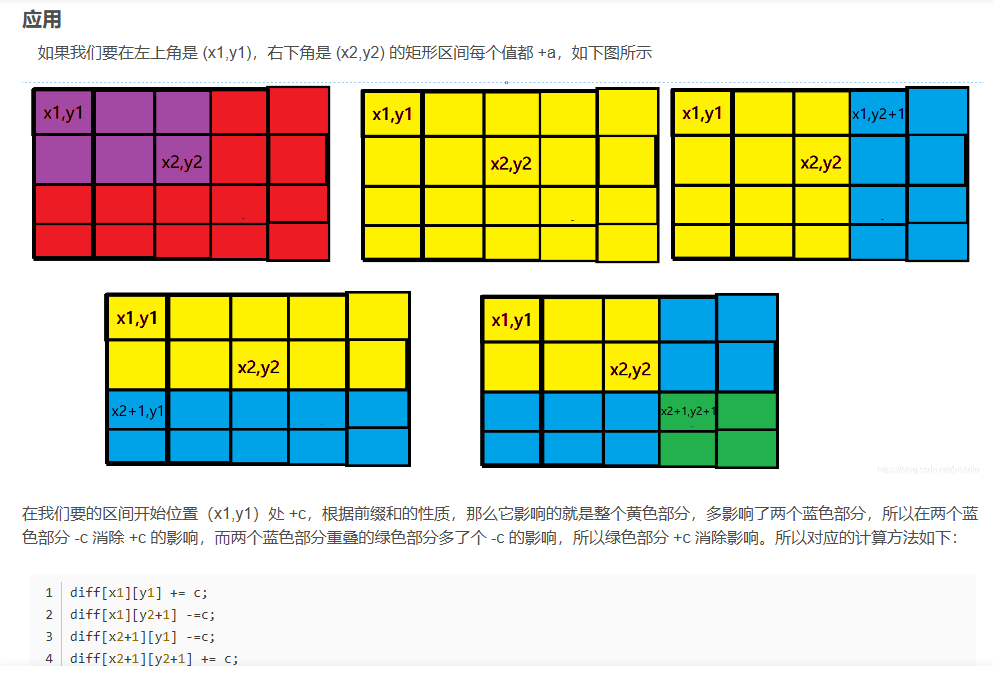 应用
如果我们要在左上角是 (x1,y1)，右下角是 (x2,y2) 的矩形区间每个值都 +a，如下图所示
x1,y1
x2,y2
x1,y1
x2,y2
x1,y1
x1,y2+1
x2,y2
x1,y1
x2,y2
x2+1,y1
x1,y1
x2,y2
x2+1,y2+1
在我们要的区间开始位置（x1,y1）处 +c，根据前缀和的性质，那么它影响的就是整个黄色部分，多影响了两个蓝色部分，所以在两个蓝
色部分 -c 消除 +c 的影响，而两个蓝色部分重叠的绿色部分多了个 -c 的影响，所以绿色部分 +c 消除影响。所以对应的计算方法如下：
1 diff[x1][y1] += c;
2 diff[x1][y2+1] -=c;
3 diff[x2+1][y1] -=c;
4 diff[x2+1][y2+1] += c;